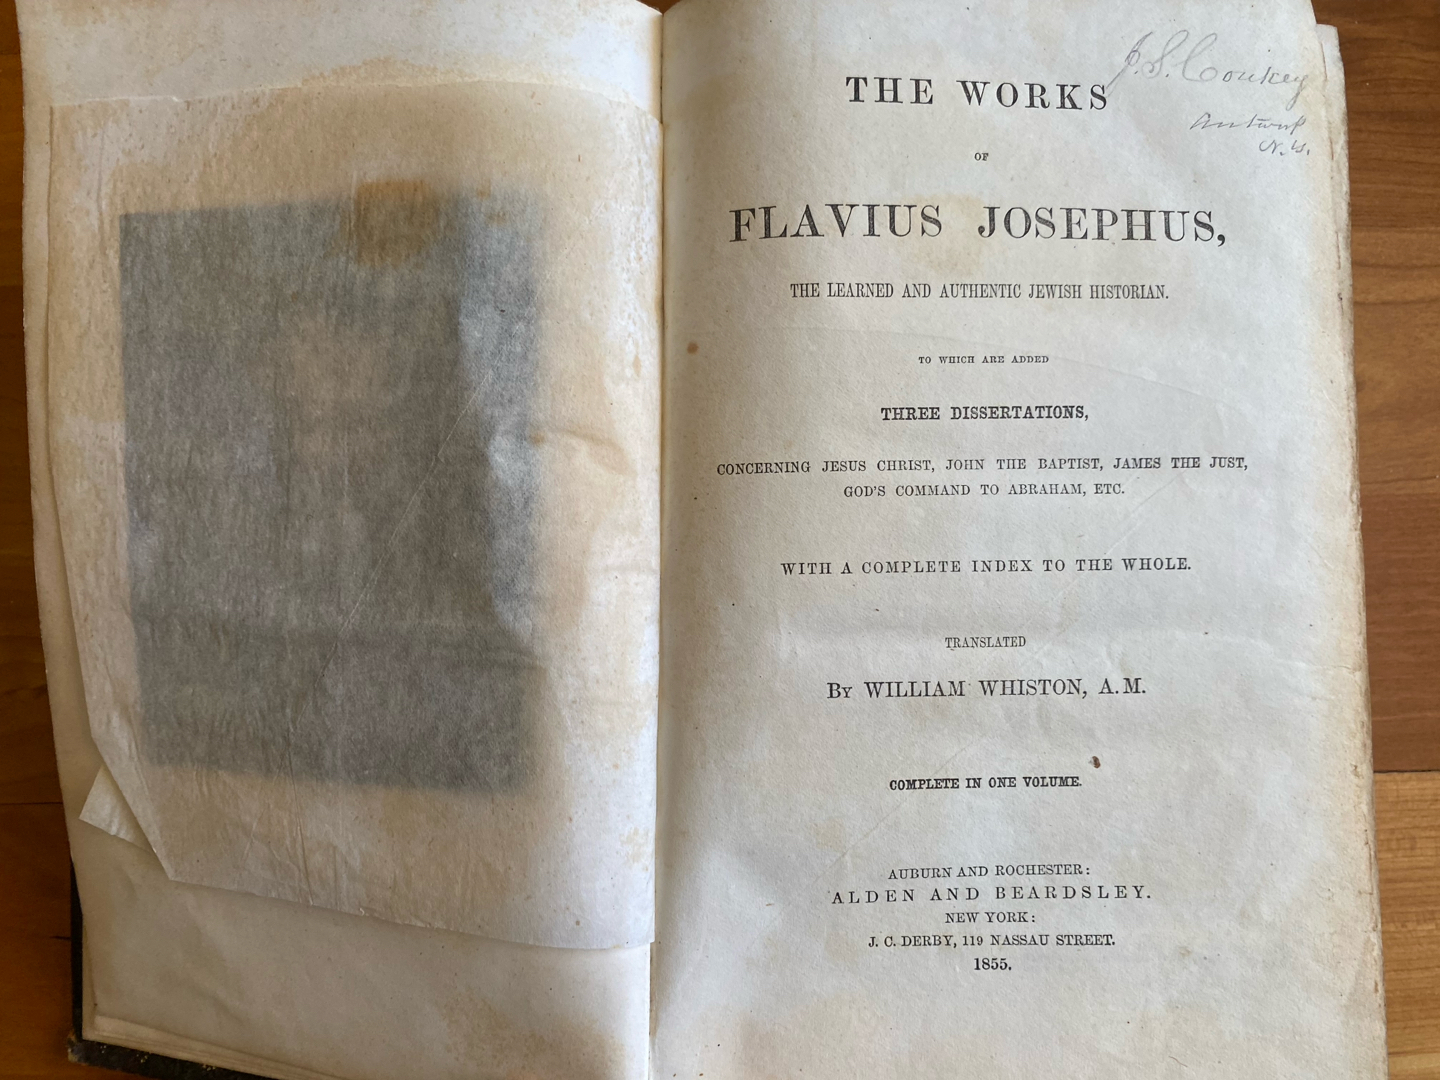 J. S. Conkey
Antwerp
N. Y.
THE WORKS
OF
FLAVIUS JOSEPHUS,
THE LEARNED AND AUTHENTIC JEWISH HISTORIAN.
TO WHICH ARE ADDED
THREE DISSERTATIONS,
CONCERNING JESUS CHRIST, JOHN THE BAPTIST, JAMES THE JUST,
GOD'S COMMAND TO ABRAHAM, ETC.
WITH A COMPLETE INDEX TO THE WHOLE.
TRANSLATED
BY WILLIAM WHISTON, A.M.
COMPLETE IN ONE VOLUME.
AUBURN AND ROCHESTER:
ALDEN AND BEARDSLEY.
NEW YORK:
J. C. DERBY, 119 NASSAU STREET.
1855.